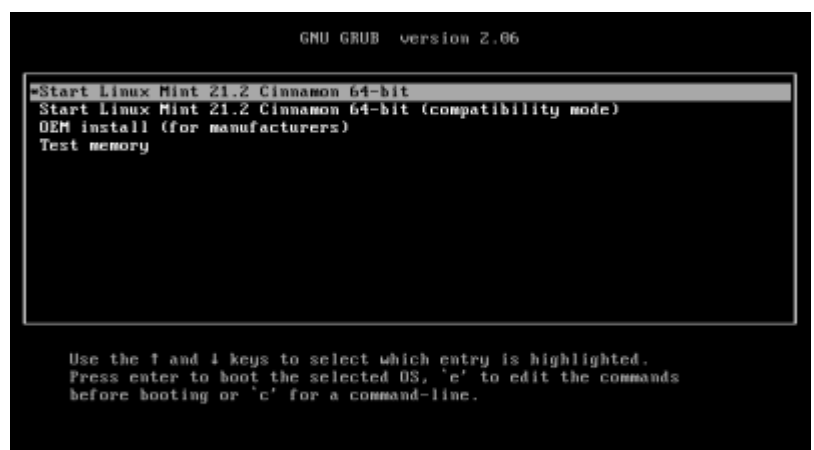 GNU GRUB  version 2.06
*Start Linux Mint 21.2 Cinnamon 64-bit
Start Linux Mint 21.2 Cinnamon 64-bit (compatibility mode)
OEM install (for manufacturers)
Test memory
Use the ↑ and ↓ keys to select which entry is highlighted.
Press enter to boot the selected OS, `e' to edit the commands
before booting or `c' for a command-line.